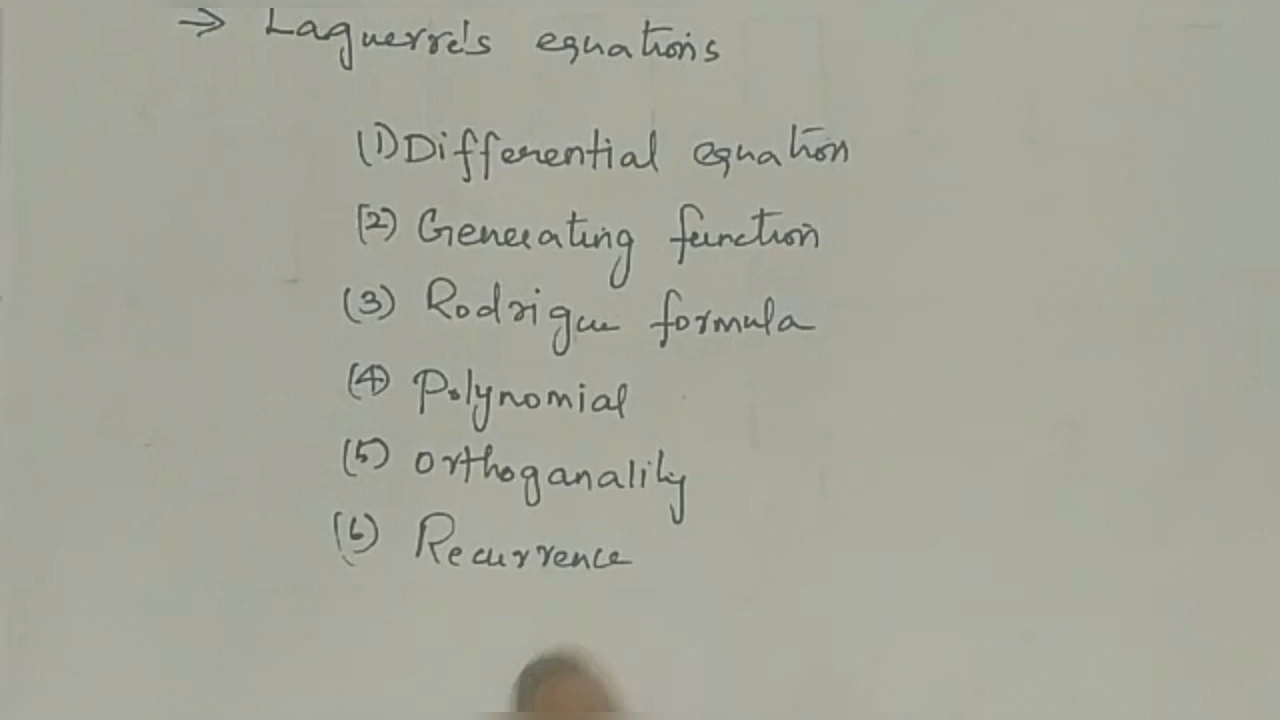 → Laguerre's equations
(1) Differential equation
(2) Generating function
(3) Rodrigue formula
(4) Polynomial
(5) Orthoganality
(6) Recurrence